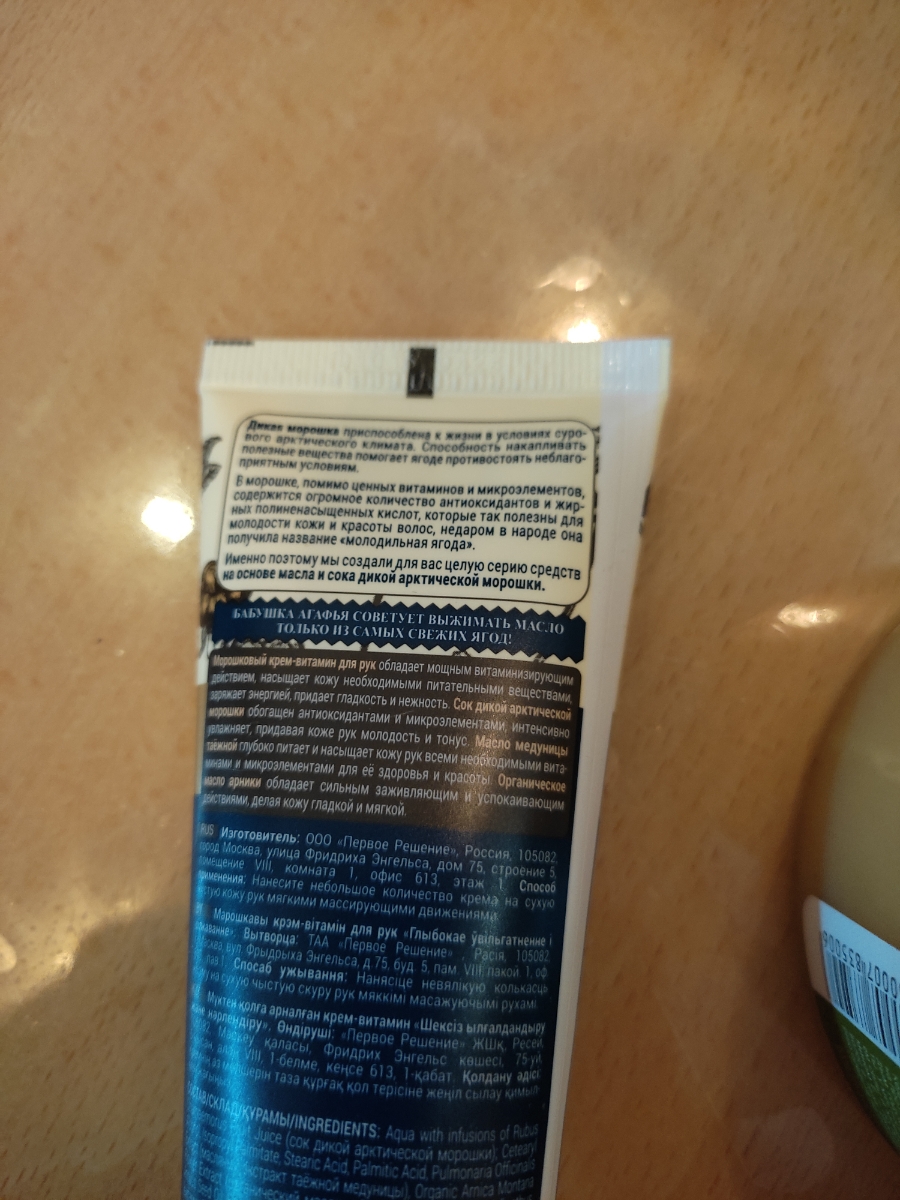 Дикая морошка приспособлена к жизни в условиях суро-
вого арктического климата. Способность накапливать
полезные вещества помогает ягоде противостоять неблаго-
приятным условиям.
В морошке, помимо ценных витаминов и микроэлементов,
содержится огромное количество антиоксидантов и жир-
ных полиненасыщенных кислот, которые так полезны для
молодости кожи и красоты волос, недаром в народе она
получила название «молодильная ягода».
Именно поэтому мы создали для вас целую серию средств
на основе масла и сока дикой арктической морошки.
БАБУШКА АГАФЬЯ СОВЕТУЕТ ВЫЖИМАТЬ МАСЛО
ТОЛЬКО ИЗ САМЫХ СВЕЖИХ ЯГОД!
Морошковый крем-витамин для рук обладает мощным витаминизирующим
действием, насыщает кожу необходимыми питательными веществами,
заряжает энергией, придает гладкость и нежность. Сок дикой арктической
морошки обогащен антиоксидантами и микроэлементами, интенсивно
увлажняет, придавая коже рук молодость и тонус. Масло медуницы
таёжной глубоко питает и насыщает кожу рук всеми необходимыми вита-
минами и микроэлементами для её здоровья и красоты. Органическое
масло арники обладает сильным заживляющим и успокаивающим
действиями, делая кожу гладкой и мягкой.
RUS Изготовитель: ООО «Первое Решение», Россия, 105082,
город Москва, улица Фридриха Энгельса, дом 75, строение 5,
помещение VIII, комната 1, офис 613, этаж 1. Способ
применения: Нанесите небольшое количество крема на сухую
чистую кожу рук мягкими массирующими движениями.
Марошкавы крэм-вітамін для рук «Глыбокае ўвільгатненне і
Вытворца: ТАА «Первое Решение» , Расія, 105082,
вул. Фрыдрыха Энгельса, д.75, буд. 5, пам. VIII пакой 1, оф.
Спосаб ужывання: Нанясіце невялікую колькасць
на сухую чыстую скуру рук мяккімі масажуючымі рухамі.
Мүктен қолға арналған крем-витамин «Шексіз ылғалдандыру
және нәрлендіру». Өндіруші: «Первое Решение» ЖШҚ, Ресей,
Мәскеу қаласы, Фридрих Энгельс көшесі, 75-үй,
VIII, 1-бөлме, кеңсе 613, 1-қабат. Қолдану әдісі:
мөлшерін таза құрғақ қол терісіне жеңіл сылау қимыл-
СОСТАВ/СКЛАД/ҚҰРАМЫ/INGREDIENTS: Aqua with infusions of Rubus
Juice (сок дикой арктической морошки); Cetearyl
Stearic Acid, Palmitic Acid, Pulmonaria Officinalis
Extract (экстракт таёжной медуницы), Organic Arnica Montana